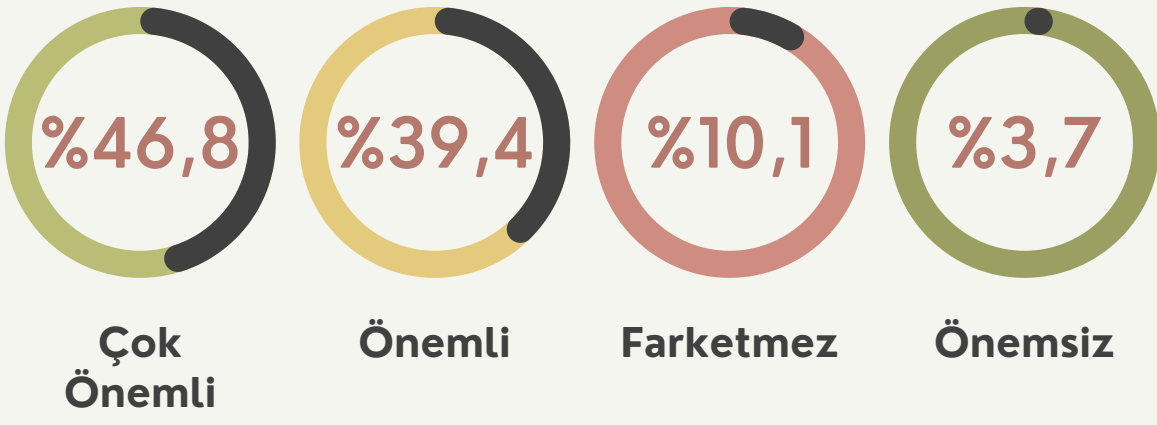 %46,8
%39,4
%10,1
%3,7
Çok
Önemli
Önemli
Farketmez
Önemsiz